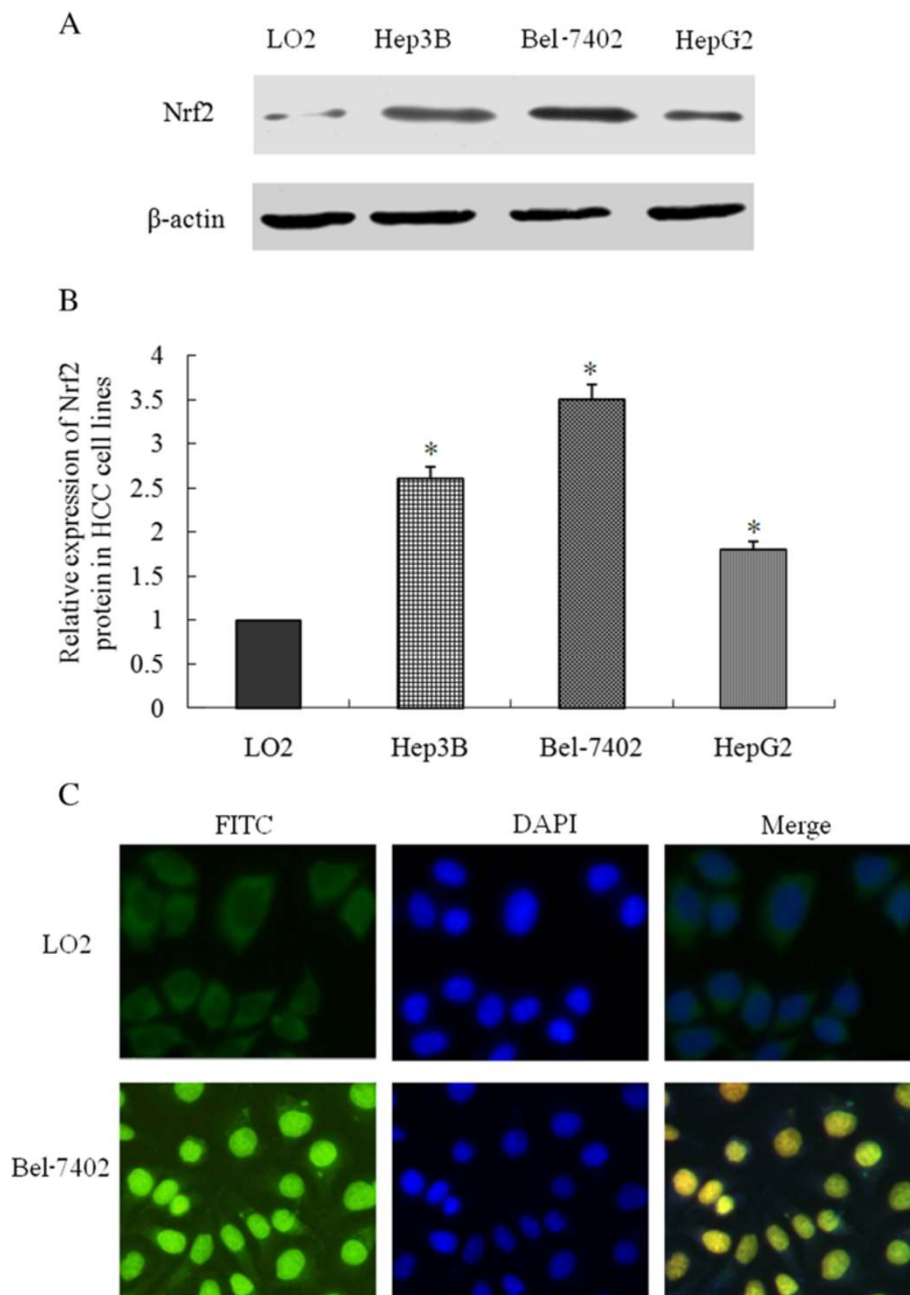 A
LO2 Hep3B Bel-7402 HepG2
Nrf2
β-actin
B
Relative expression of Nrf2
protein in HCC cell lines
4
3.5
3
2.5
2
1.5
1
0.5
0
*
*
*
LO2 Hep3B Bel-7402 HepG2
C
FITC DAPI Merge
LO2
Bel-7402